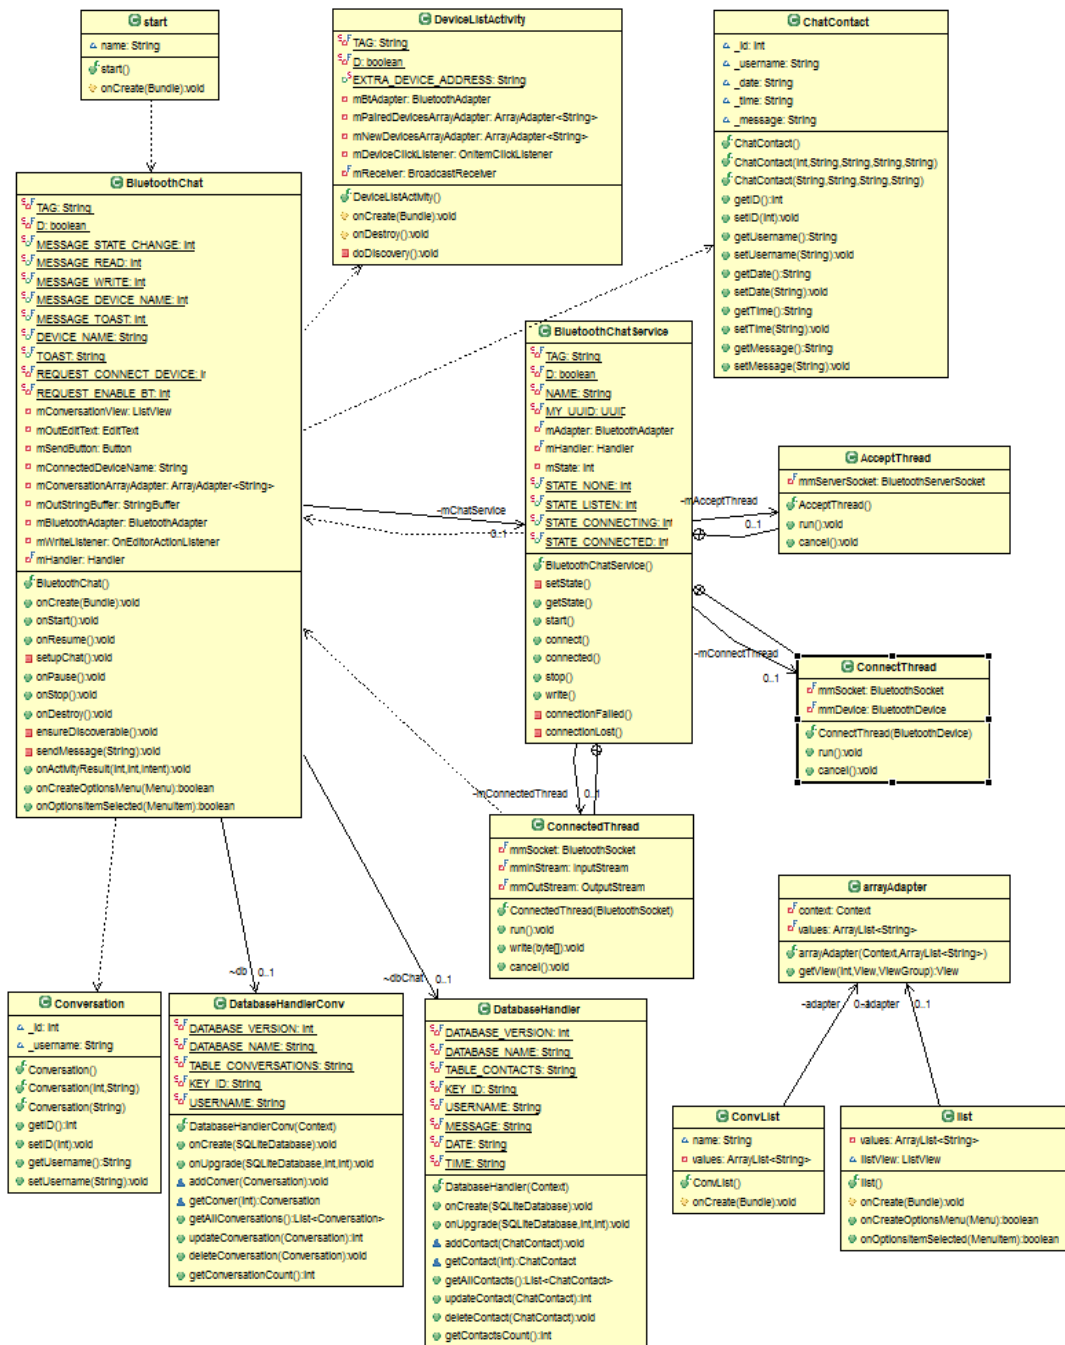 start
name: String
start()
onCreate(Bundle):void
DeviceListActivity
TAG: String
D: boolean
EXTRA_DEVICE_ADDRESS: String
mBtAdapter: BluetoothAdapter
mPairedDevicesArrayAdapter: ArrayAdapter<String>
mNewDevicesArrayAdapter: ArrayAdapter<String>
mDeviceClickListener: OnItemClickListener
mReceiver: BroadcastReceiver
DeviceListActivity()
onCreate(Bundle):void
onDestroy():void
doDiscovery():void
ChatContact
_id: int
_username: String
_date: String
_time: String
_message: String
ChatContact()
ChatContact(int,String,String,String,String)
ChatContact(String,String,String,String)
getID():int
setID(int):void
getUsername():String
setUsername(String):void
getDate():String
setDate(String):void
getTime():String
setTime(String):void
getMessage():String
setMessage(String):void
BluetoothChat
TAG: String
D: boolean
MESSAGE_STATE_CHANGE: int
MESSAGE_READ: int
MESSAGE_WRITE: int
MESSAGE_DEVICE_NAME: int
MESSAGE_TOAST: int
DEVICE_NAME: String
TOAST: String
REQUEST_CONNECT_DEVICE: i
REQUEST_ENABLE_BT: int
mConversationView: ListView
mOutEditText: EditText
mSendButton: Button
mConnectedDeviceName: String
mConversationArrayAdapter: ArrayAdapter<String>
mOutStringBuffer: StringBuffer
mBluetoothAdapter: BluetoothAdapter
mWriteListener: OnEditorActionListener
mHandler: Handler
BluetoothChat()
onCreate(Bundle):void
onStart():void
onResume():void
setupChat():void
onPause():void
onStop():void
onDestroy():void
ensureDiscoverable():void
sendMessage(String):void
onActivityResult(int,int,Intent):void
onCreateOptionsMenu(Menu):boolean
onOptionsItemSelected(MenuItem):boolean
-mChatService
0..1
BluetoothChatService
TAG: String
D: boolean
NAME: String
MY_UUID: UUID
mAdapter: BluetoothAdapter
mHandler: Handler
mState: int
STATE_NONE: int
STATE_LISTEN: int
STATE_CONNECTING: int
STATE_CONNECTED: int
BluetoothChatService()
setState()
getState()
start()
connect()
connected()
stop()
write()
connectionFailed()
connectionLost()
-mAcceptThread
0..1
AcceptThread
mmServerSocket: BluetoothServerSocket
AcceptThread()
run():void
cancel():void
-mConnectThread
0..1
ConnectThread
mmSocket: BluetoothSocket
mmDevice: BluetoothDevice
ConnectThread(BluetoothDevice)
run():void
cancel():void
-mConnectedThread
0..1
ConnectedThread
mmSocket: BluetoothSocket
mmInStream: InputStream
mmOutStream: OutputStream
ConnectedThread(BluetoothSocket)
run():void
write(byte[]):void
cancel():void
arrayAdapter
context: Context
values: ArrayList<String>
arrayAdapter(Context,ArrayList<String>)
getView(int,View,ViewGroup):View
~db
0..1
~dbChat
0..1
-adapter
-adapter
0..1
Conversation
_id: int
_username: String
Conversation()
Conversation(int,String)
Conversation(String)
getID():int
setID(int):void
getUsername():String
setUsername(String):void
DatabaseHandlerConv
DATABASE_VERSION: int
DATABASE_NAME: String
TABLE_CONVERSATIONS: String
KEY_ID: String
USERNAME: String
DatabaseHandlerConv(Context)
onCreate(SQLiteDatabase):void
onUpgrade(SQLiteDatabase,int,int):void
addConver(Conversation):void
getConver(int):Conversation
getAllConversations():List<Conversation>
updateConversation(Conversation):int
deleteConversation(Conversation):void
getConversationCount():int
DatabaseHandler
DATABASE_VERSION: int
DATABASE_NAME: String
TABLE_CONTACTS: String
KEY_ID: String
USERNAME: String
MESSAGE: String
DATE: String
TIME: String
DatabaseHandler(Context)
onCreate(SQLiteDatabase):void
onUpgrade(SQLiteDatabase,int,int):void
addContact(ChatContact):void
getContact(int):ChatContact
getAllContacts():List<ChatContact>
updateContact(ChatContact):int
deleteContact(ChatContact):void
getContactsCount():int
ConvList
name: String
values: ArrayList<String>
ConvList()
onCreate(Bundle):void
list
values: ArrayList<String>
listView: ListView
list()
onCreate(Bundle):void
onCreateOptionsMenu(Menu):boolean
onOptionsItemSelected(MenuItem):boolean